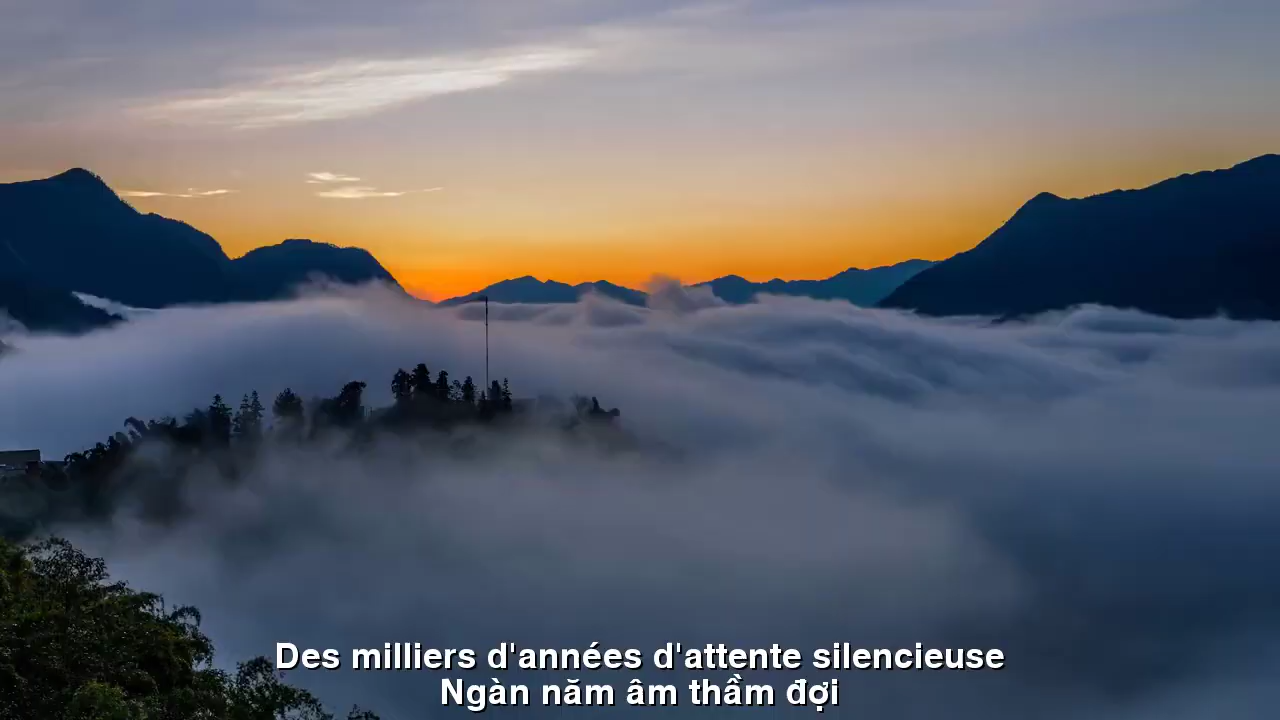 Des milliers d'années d'attente silencieuse
Ngàn năm âm thầm đợi